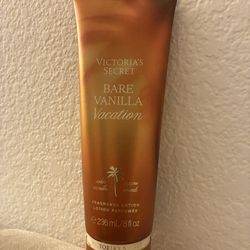 VICTORIA'S
SECRET
BARE
VANILLA
Vacation
FRAGRANCE LOTION
LOTION PARFUMÉE
e 236 ml/8 fl oz